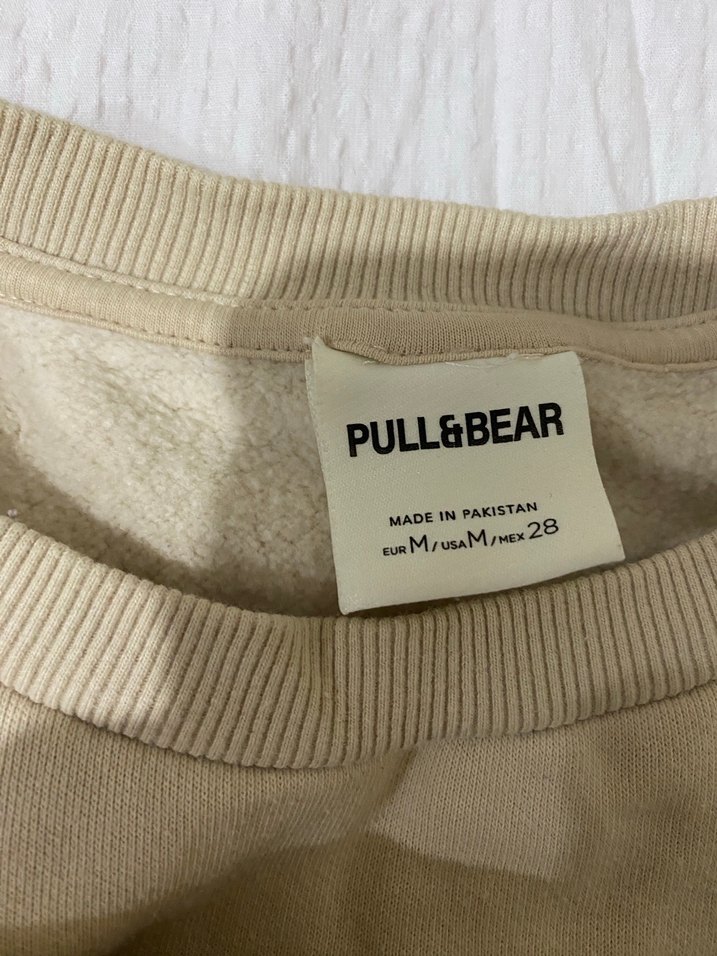 PULL&BEAR
MADE IN PAKISTAN
EUR M/USA M/MEX 28